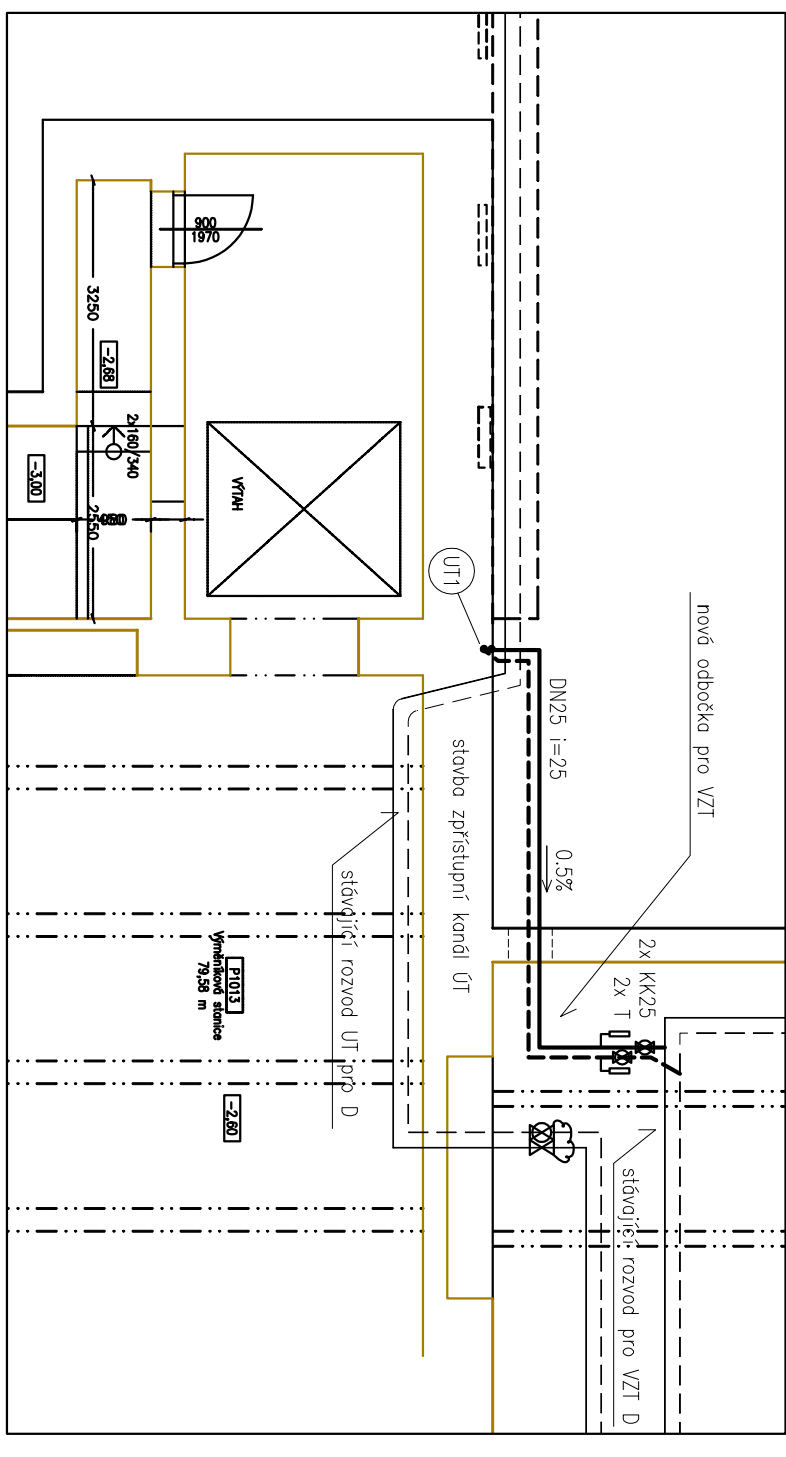 nová odbočka pro VZT
2x KK25
2x T
stávající rozvod pro VZT D
DN25 i=25
0.5%
stavba zpřístupní kanál ÚT
UT1
stávající rozvod UT pro D
VÝTAH
P1013
Výměníková stanice
79,58 m
-2,60
900
1970
2x160/340
-2,68
3250
2550
-3,00